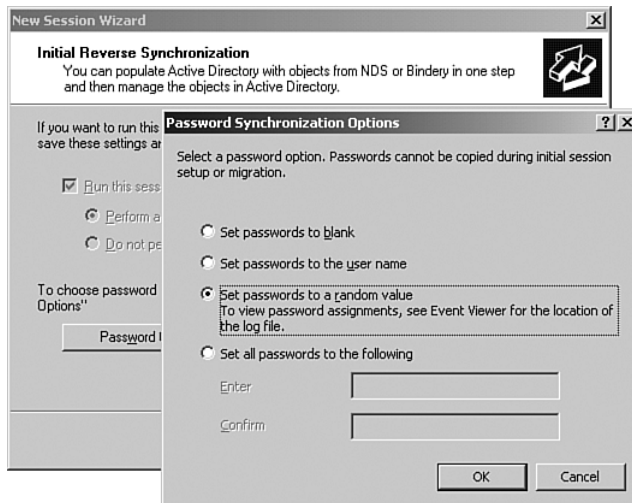 New Session Wizard
Initial Reverse Synchronization
You can populate Active Directory with objects from NDS or Bindery in one step
and then manage the objects in Active Directory.
If you want to run this
save these settings
Run this
Perform
Do not
To choose password
Options"
Password
Password Synchronization Options
Select a password option. Passwords cannot be copied during initial session
setup or migration.
Set passwords to blank
Set passwords to the user name
Set passwords to a random value
To view password assignments, see Event Viewer for the location of
the log file.
Set all passwords to the following
Enter
Confirm
OK
Cancel